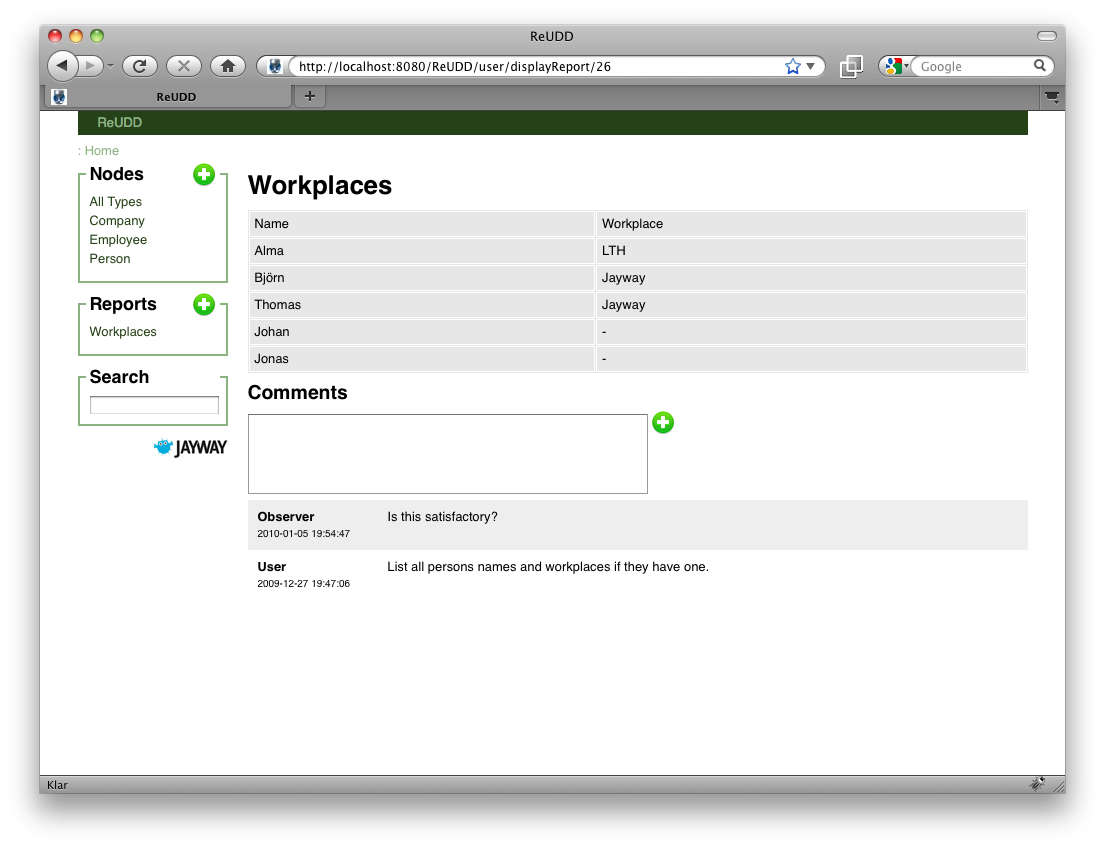 ReUDD
http://localhost:8080/ReUDD/user/displayReport/26
Google
ReUDD
ReUDD
: Home
Nodes
All Types
Company
Employee
Person
Reports
Workplaces
Search
JAYWAY
Workplaces
Name Workplace
Alma LTH
Björn Jayway
Thomas Jayway
Johan -
Jonas -
Comments
Observer Is this satisfactory?
2010-01-05 19:54:47
User List all persons names and workplaces if they have one.
2009-12-27 19:47:06
Klar